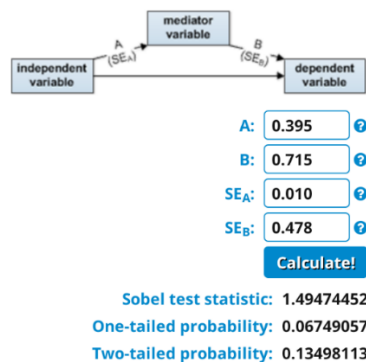 mediator
variable
A
(SEA)
B
(SEB)
independent
variable
dependent
variable
A: 0.395 ?
B: 0.715 ?
SEA: 0.010 ?
SEB: 0.478 ?
Calculate!
Sobel test statistic: 1.49474452
One-tailed probability: 0.06749057
Two-tailed probability: 0.13498113